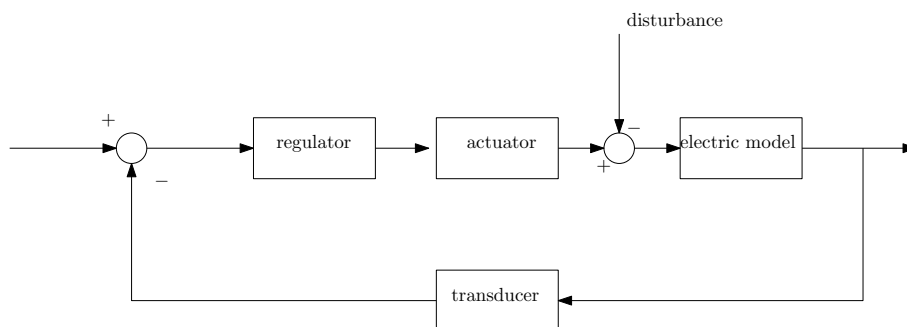 disturbance
+
−
regulator
actuator
electric model
+
−
transducer